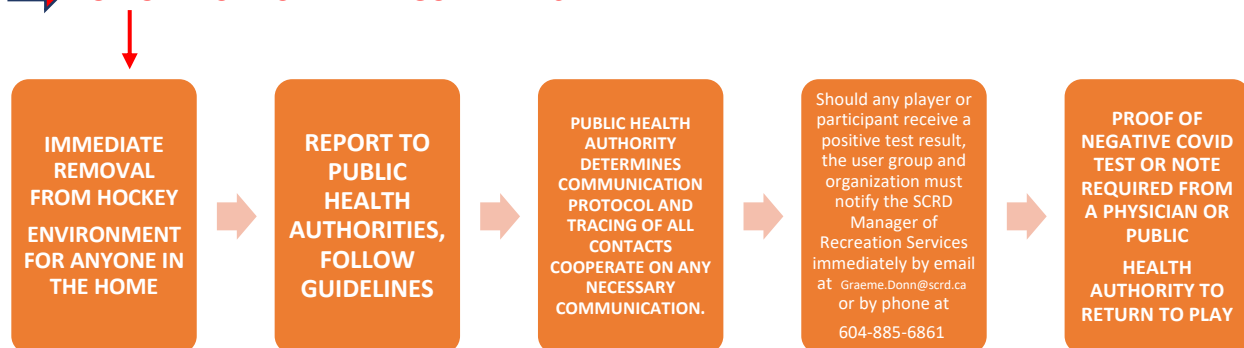 IMMEDIATE
REMOVAL
FROM HOCKEY
ENVIRONMENT
FOR ANYONE IN
THE HOME
REPORT TO
PUBLIC
HEALTH
AUTHORITIES,
FOLLOW
GUIDELINES
PUBLIC HEALTH
AUTHORITY
DETERMINES
COMMUNICATION
PROTOCOL AND
TRACING OF ALL
CONTACTS
COOPERATE ON ANY
NECESSARY
COMMUNICATION.
Should any player or
participant receive a
positive test result,
the user group and
organization must
notify the SCRD
Manager of
Recreation Services
immediately by email
at Graeme.Donn@scrd.ca
or by phone at
604-885-6861
PROOF OF
NEGATIVE COVID
TEST OR NOTE
REQUIRED FROM
A PHYSICIAN OR
PUBLIC
HEALTH
AUTHORITY TO
RETURN TO PLAY